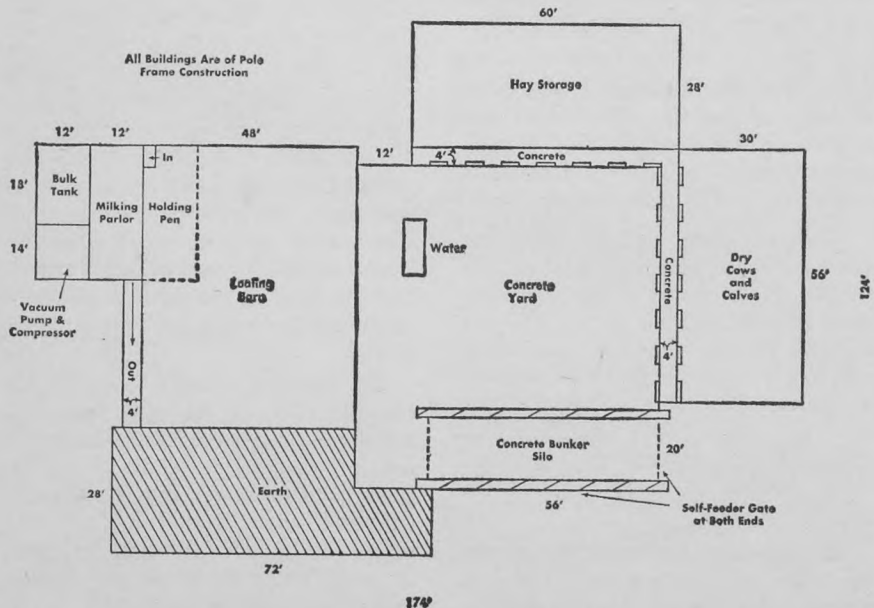 60'
All Buildings Are of Pole
Frame Construction
Hay Storage
28'
12'
12'
48'
12'
4'
Concrete
30'
In
18'
Bulk
Tank
Milking
Parlor
Holding
Pen
14'
Water
Loafing
Barn
Concrete
Yard
Concrete
4'
Dry
Cows
and
Calves
56'
124'
Vacuum
Pump &
Compressor
Out
4'
Concrete Bunker
Silo
20'
28'
Earth
56'
Self-Feeder Gate
at Both Ends
72'
174'